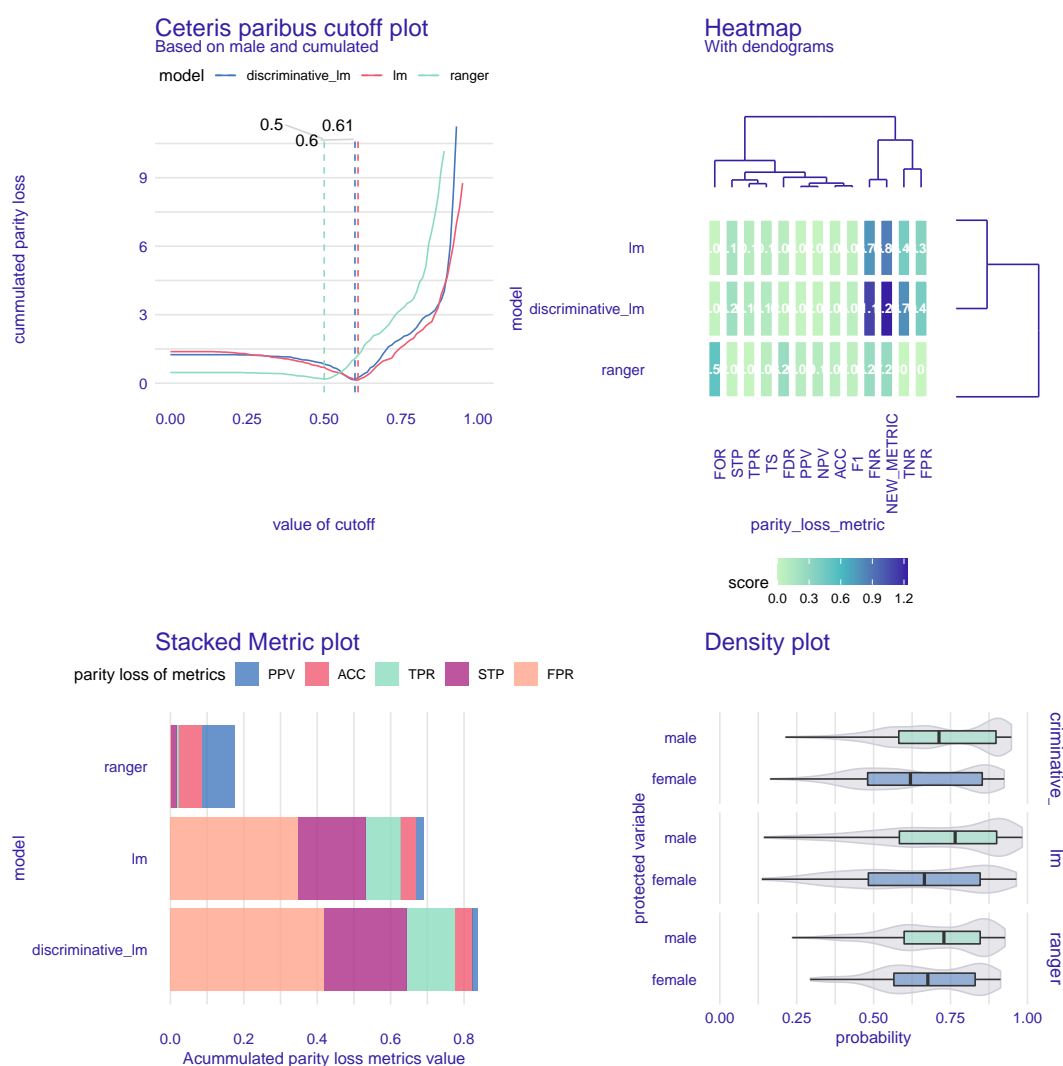 Ceteris paribus cutoff plot
Based on male and cumulated
model discriminative_lm lm ranger
0.5 0.61
0.6
9
6
3
0
0.00 0.25 0.50 0.75 1.00
cummulated parity loss
value of cutoff
Heatmap
With dendograms
model
lm
discriminative_lm
ranger
FOR STP TPR TS FDR PPV NPV ACC F1 FNR NEW_METRIC TNR FPR
parity_loss_metric
score
0.0 0.3 0.6 0.9 1.2
Stacked Metric plot
parity loss of metrics PPV ACC TPR STP FPR
model
ranger
lm
discriminative_lm
0.0 0.2 0.4 0.6 0.8
Acummulated parity loss metrics value
Density plot
protected variable
male
female
criminative_
male
female
lm
male
female
ranger
0.00 0.25 0.50 0.75 1.00
probability